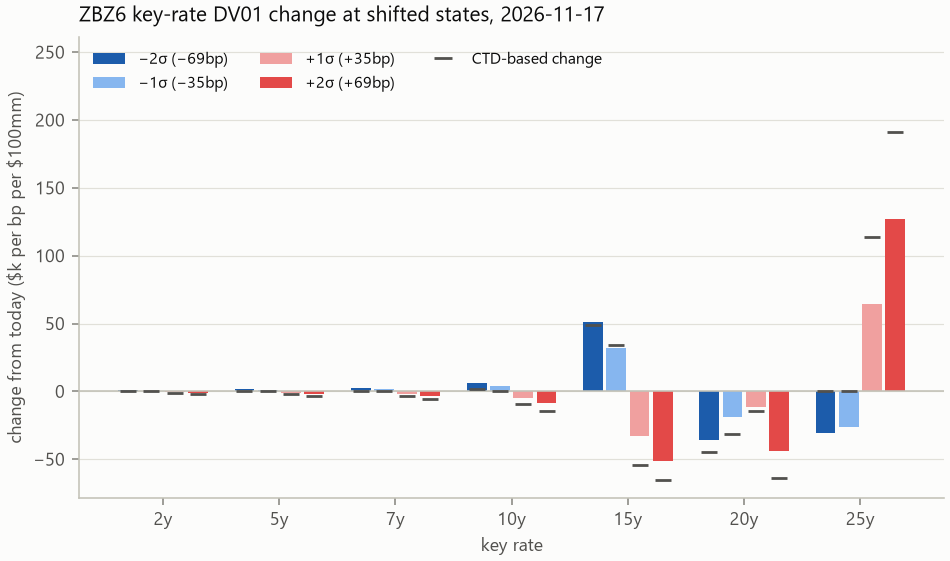 ZBZ6 key-rate DV01 change at shifted states, 2026-11-17
−2σ (−69bp)
−1σ (−35bp)
+1σ (+35bp)
+2σ (+69bp)
CTD-based change
change from today ($k per bp per $100mm)
250
200
150
100
50
0
−50
2y
5y
7y
10y
15y
20y
25y
key rate